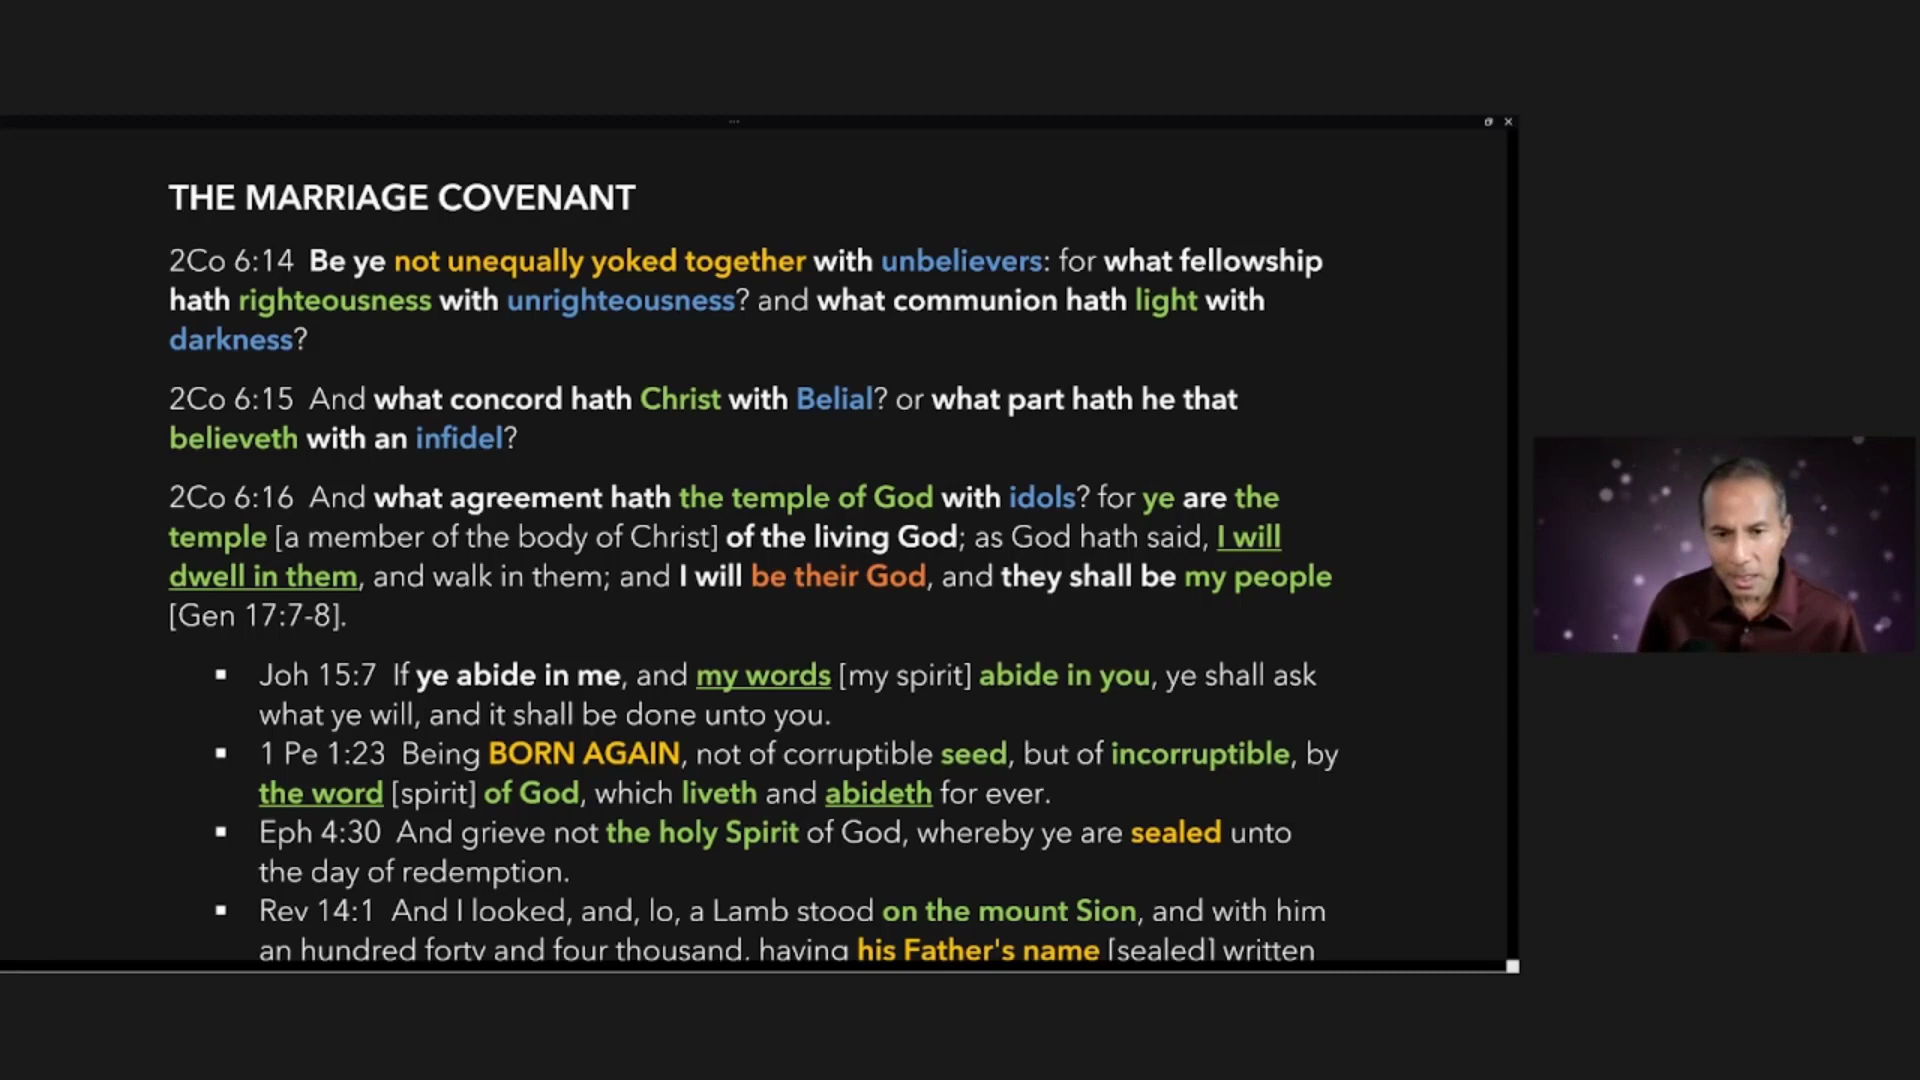 THE MARRIAGE COVENANT
2Co 6:14 Be ye not unequally yoked together with unbelievers: for what fellowship
hath righteousness with unrighteousness? and what communion hath light with
darkness?
2Co 6:15 And what concord hath Christ with Belial? or what part hath he that
believeth with an infidel?
2Co 6:16 And what agreement hath the temple of God with idols? for ye are the
temple [a member of the body of Christ] of the living God; as God hath said, I will
dwell in them, and walk in them; and I will be their God, and they shall be my people
[Gen 17:7-8].
▪ Joh 15:7 If ye abide in me, and my words [my spirit] abide in you, ye shall ask
what ye will, and it shall be done unto you.
▪ 1 Pe 1:23 Being BORN AGAIN, not of corruptible seed, but of incorruptible, by
the word [spirit] of God, which liveth and abideth for ever.
▪ Eph 4:30 And grieve not the holy Spirit of God, whereby ye are sealed unto
the day of redemption.
▪ Rev 14:1 And I looked, and, lo, a Lamb stood on the mount Sion, and with him
an hundred forty and four thousand, having his Father's name [sealed] written